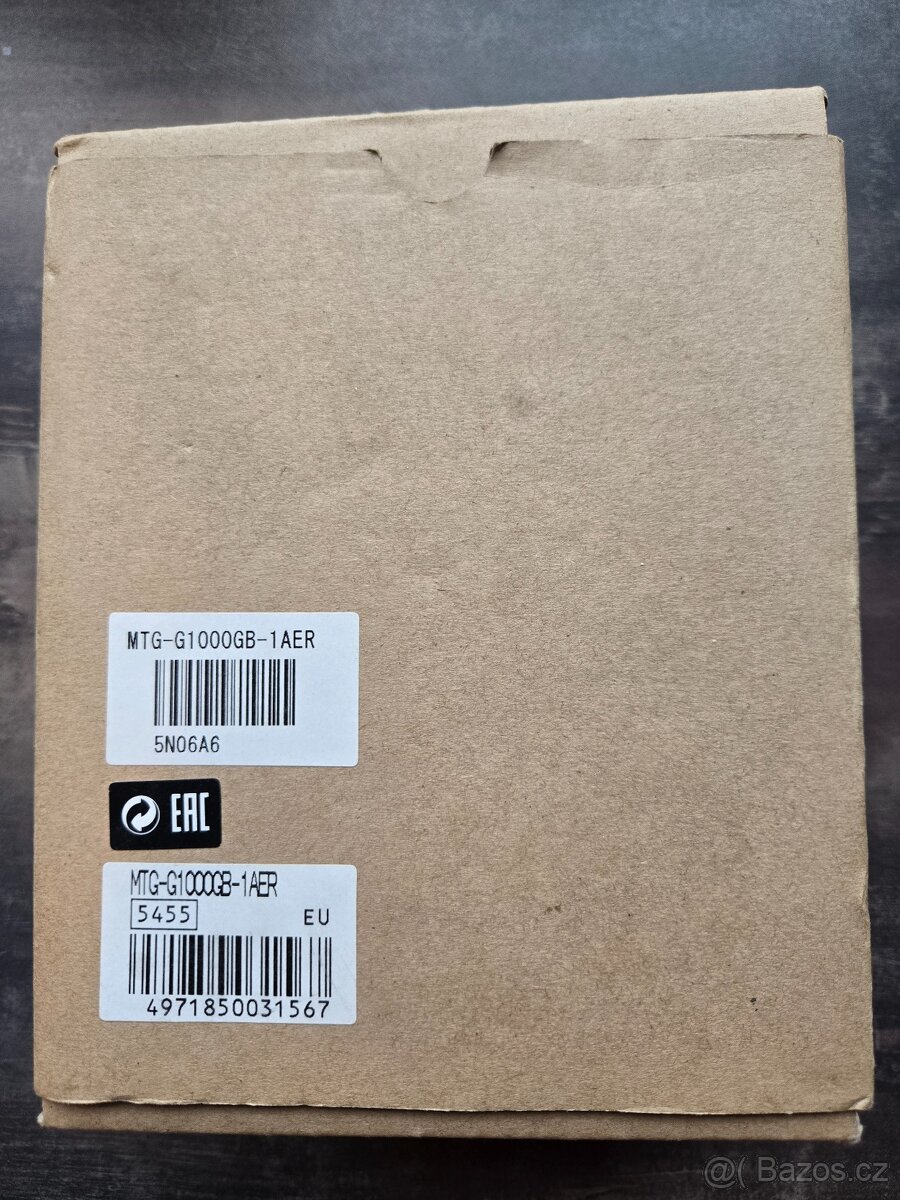 MTG-G1000GB-1AER
5N06A6
EAC
MTG-G1000GB-1AER
5455 EU
4971850031567
@( Bazos.cz